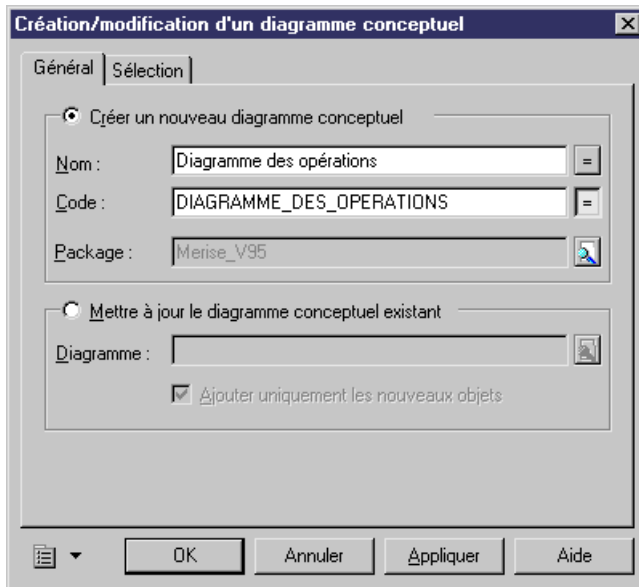 Création/modification d'un diagramme conceptuel
Général Sélection
Créer un nouveau diagramme conceptuel
Nom : Diagramme des opérations =
Code : DIAGRAMME_DES_OPERATIONS =
Package : Merise_V95
Mettre à jour le diagramme conceptuel existant
Diagramme :
Ajouter uniquement les nouveaux objets
OK Annuler Appliquer Aide